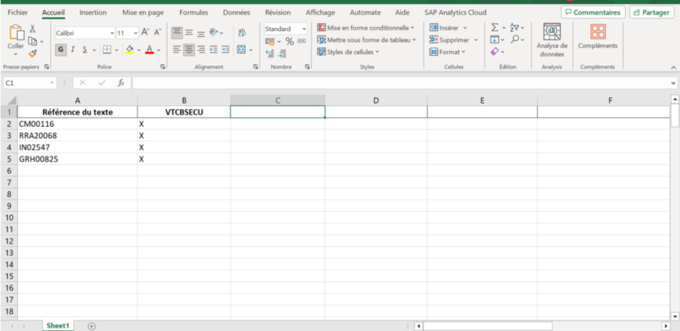 Fichier Accueil Insertion Mise en page Formules Données Révision Affichage Automate Aide SAP Analytics Cloud Commentaires Partager
Coller
Calibri 11 A A
G I S A
Standard
% 000
Mise en forme conditionnelle
Mettre sous forme de tableau
Styles de cellules
Insérer
Supprimer
Format
Analyse de
données
Compléments
Presse-papiers Police Alignement Nombre Styles Cellules Édition Analysis Compléments
C1 fx
A B C D E F
1 Référence du texte VTCBSECU
2 CM00116 X
3 RRA20068 X
4 IN02547 X
5 GRH00825 X
6
7
8
9
10
11
12
13
14
15
16
17
18
Sheet1